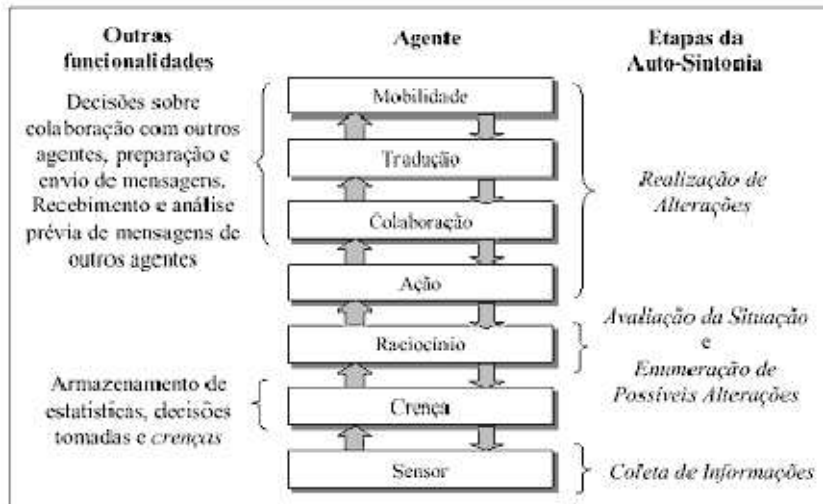 Outras
funcionalidades
Agente
Etapas da
Auto-Sintonia
Decisões sobre
colaboração com outros
agentes, preparação e
envio de mensagens.
Recebimento e análise
prévia de mensagens de
outros agentes
Armazenamento de
estatísticas, decisões
tomadas e crenças
Mobilidade
Tradução
Colaboração
Ação
Raciocínio
Crença
Sensor
Realização de
Alterações
Avaliação da Situação
e
Enumeração de
Possíveis Alterações
Coleta de Informações